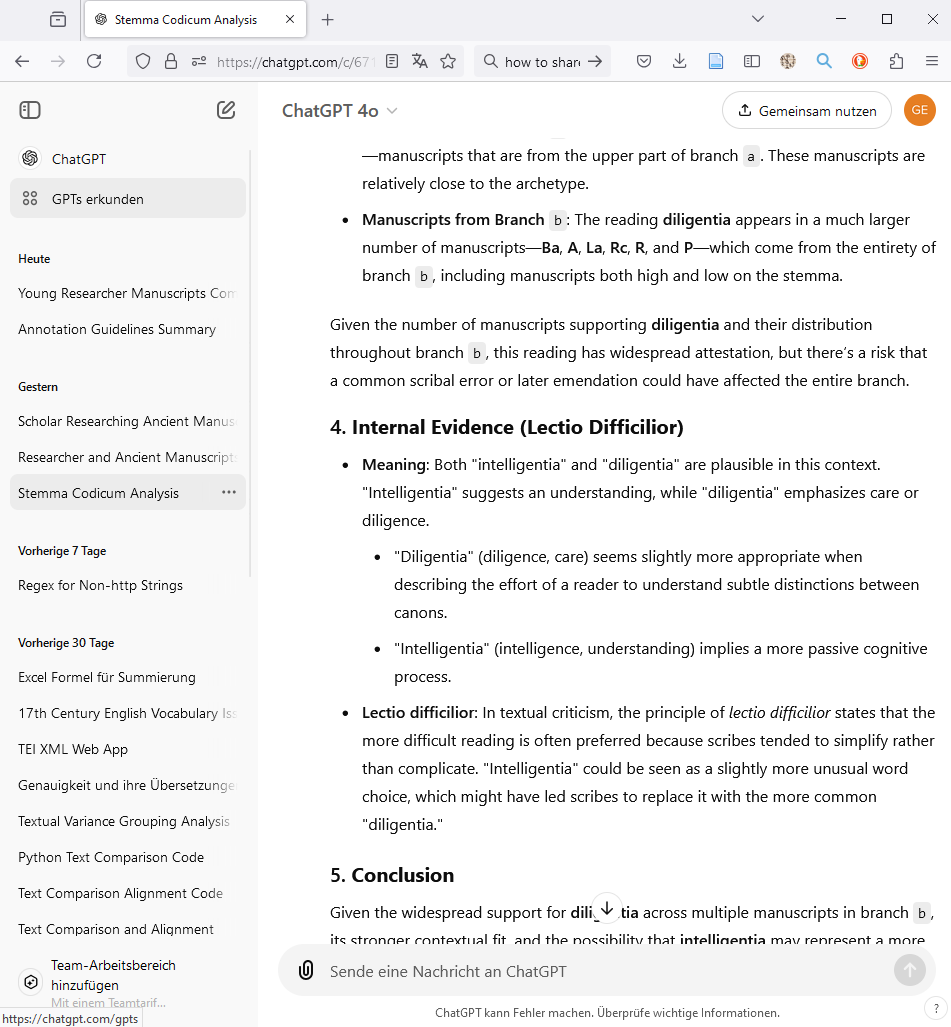 Stemma Codicum Analysis
https://chatgpt.com/c/671
how to share
ChatGPT
GPTs erkunden
Heute
Young Researcher Manuscripts Com
Annotation Guidelines Summary
Gestern
Scholar Researching Ancient Manus
Researcher and Ancient Manuscripts
Stemma Codicum Analysis
Vorherige 7 Tage
Regex for Non-http Strings
Vorherige 30 Tage
Excel Formel für Summierung
17th Century English Vocabulary Iss
TEI XML Web App
Genauigkeit und ihre Übersetzunge
Textual Variance Grouping Analysis
Python Text Comparison Code
Text Comparison Alignment Code
Text Comparison and Alignment
Team-Arbeitsbereich
hinzufügen
Mit einem Teamtarif...
https://chatgpt.com/gpts
ChatGPT 4o
Gemeinsam nutzen
GE
—manuscripts that are from the upper part of branch a. These manuscripts are
relatively close to the archetype.
• Manuscripts from Branch b: The reading diligentia appears in a much larger
number of manuscripts—Ba, A, La, Rc, R, and P—which come from the entirety of
branch b, including manuscripts both high and low on the stemma.
Given the number of manuscripts supporting diligentia and their distribution
throughout branch b, this reading has widespread attestation, but there's a risk that
a common scribal error or later emendation could have affected the entire branch.
4. Internal Evidence (Lectio Difficilior)
• Meaning: Both "intelligentia" and "diligentia" are plausible in this context.
"Intelligentia" suggests an understanding, while "diligentia" emphasizes care or
diligence.
• "Diligentia" (diligence, care) seems slightly more appropriate when
describing the effort of a reader to understand subtle distinctions between
canons.
• "Intelligentia" (intelligence, understanding) implies a more passive cognitive
process.
• Lectio difficilior: In textual criticism, the principle of lectio difficilior states that the
more difficult reading is often preferred because scribes tended to simplify rather
than complicate. "Intelligentia" could be seen as a slightly more unusual word
choice, which might have led scribes to replace it with the more common
"diligentia."
5. Conclusion
Given the widespread support for diligentia across multiple manuscripts in branch b,
its stronger contextual fit, and the possibility that intelligentia may represent a more
Sende eine Nachricht an ChatGPT
ChatGPT kann Fehler machen. Überprüfe wichtige Informationen.
?